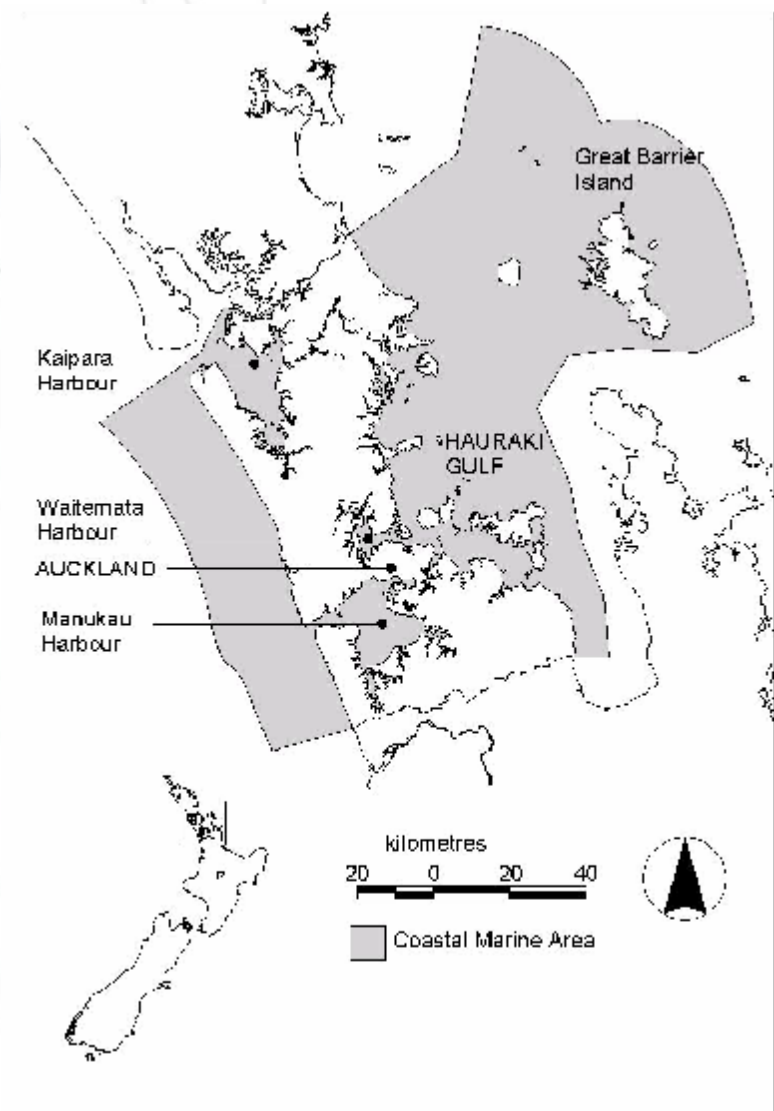 Great Barrier
Island
Kaipara
Harbour
HAURAKI
GULF
Waitemata
Harbour
AUCKLAND
Manukau
Harbour
kilometres
20 0 20 40
Coastal Marine Area